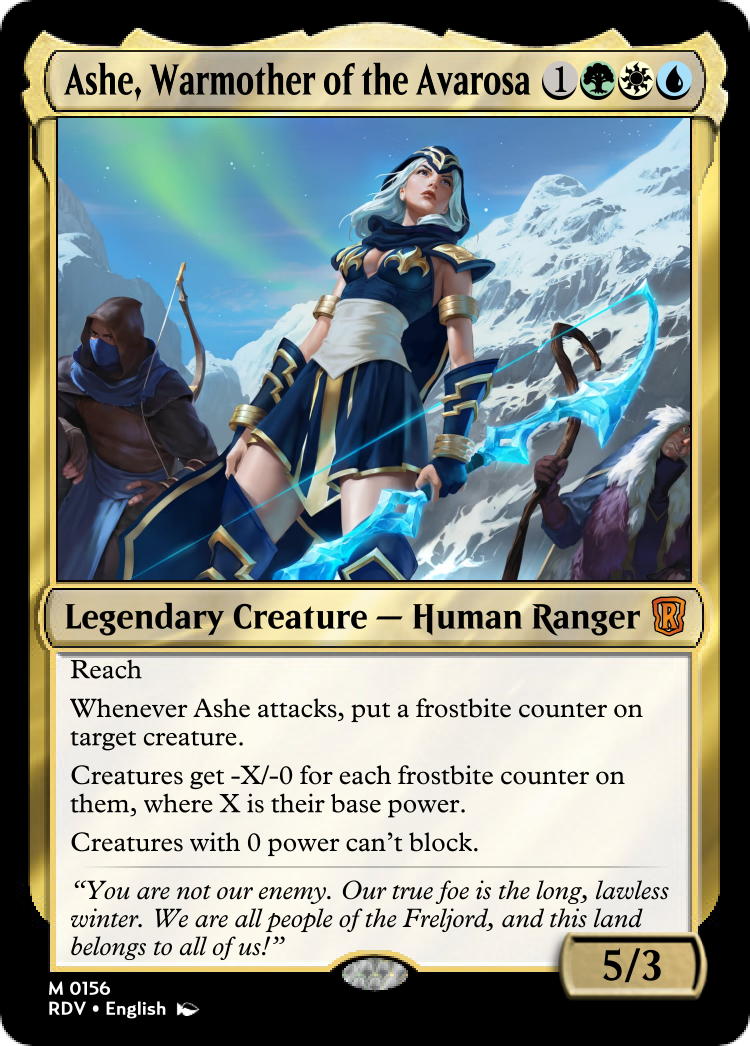 Ashe, Warmother of the Avarosa 1
Legendary Creature — Human Ranger R
Reach
Whenever Ashe attacks, put a frostbite counter on
target creature.
Creatures get -X/-0 for each frostbite counter on
them, where X is their base power.
Creatures with 0 power can't block.
“You are not our enemy. Our true foe is the long, lawless
winter. We are all people of the Freljord, and this land
belongs to all of us!”
5/3
M 0156
RDV • English